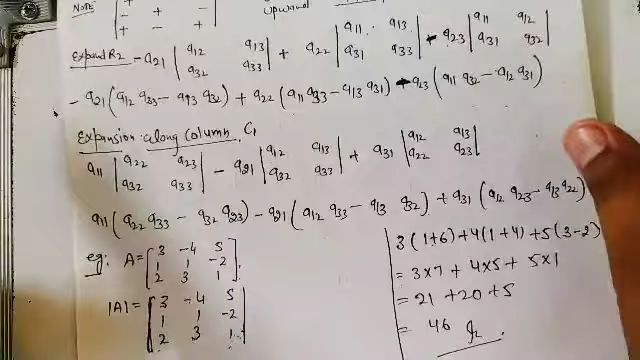 Note
+ - +
- + -
+ - +
upward
Expand R2 - a21 | a12 a13 | + a22 | a11 a13 | - a23 | a11 a12 |
| a32 a33 | | a31 a33 | | a31 a32 |
- a21 (a12 a33 - a13 a32) + a22 (a11 a33 - a13 a31) - a23 (a11 a32 - a12 a31)
Expansion along Column C1
a11 | a22 a23 | - a21 | a12 a13 | + a31 | a12 a13 |
| a32 a33 | | a32 a33 | | a22 a23 |
a11 (a22 a33 - a32 a23) - a21 (a12 a33 - a13 a32) + a31 (a12 a23 - a13 a22)
eg: A = [ 3 -4 5
1 1 -2
2 3 1 ]
|A| = | 3 -4 5
1 1 -2
2 3 1 |
3(1+6)+4(1+4)+5(3-2)
= 3×7 + 4×5 + 5×1
= 21 + 20 + 5
= 46